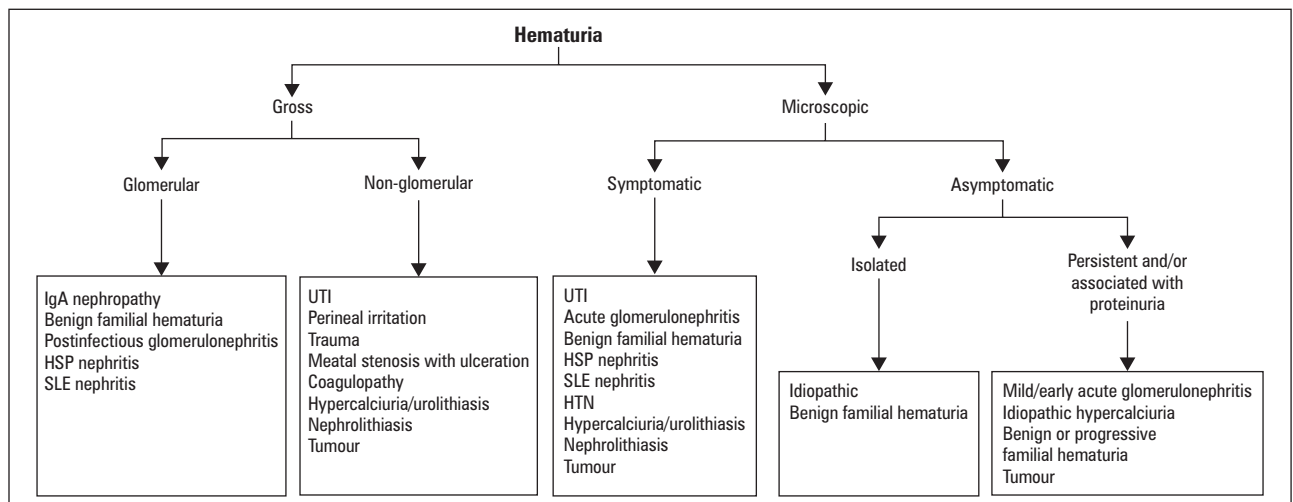 Hematuria
Gross
Microscopic
Glomerular
Non-glomerular
Symptomatic
Asymptomatic
Isolated
Persistent and/or
associated with
proteinuria
IgA nephropathy
Benign familial hematuria
Postinfectious glomerulonephritis
HSP nephritis
SLE nephritis
UTI
Perineal irritation
Trauma
Meatal stenosis with ulceration
Coagulopathy
Hypercalciuria/urolithiasis
Nephrolithiasis
Tumour
UTI
Acute glomerulonephritis
Benign familial hematuria
HSP nephritis
SLE nephritis
HTN
Hypercalciuria/urolithiasis
Nephrolithiasis
Tumour
Idiopathic
Benign familial hematuria
Mild/early acute glomerulonephritis
Idiopathic hypercalciuria
Benign or progressive
familial hematuria
Tumour